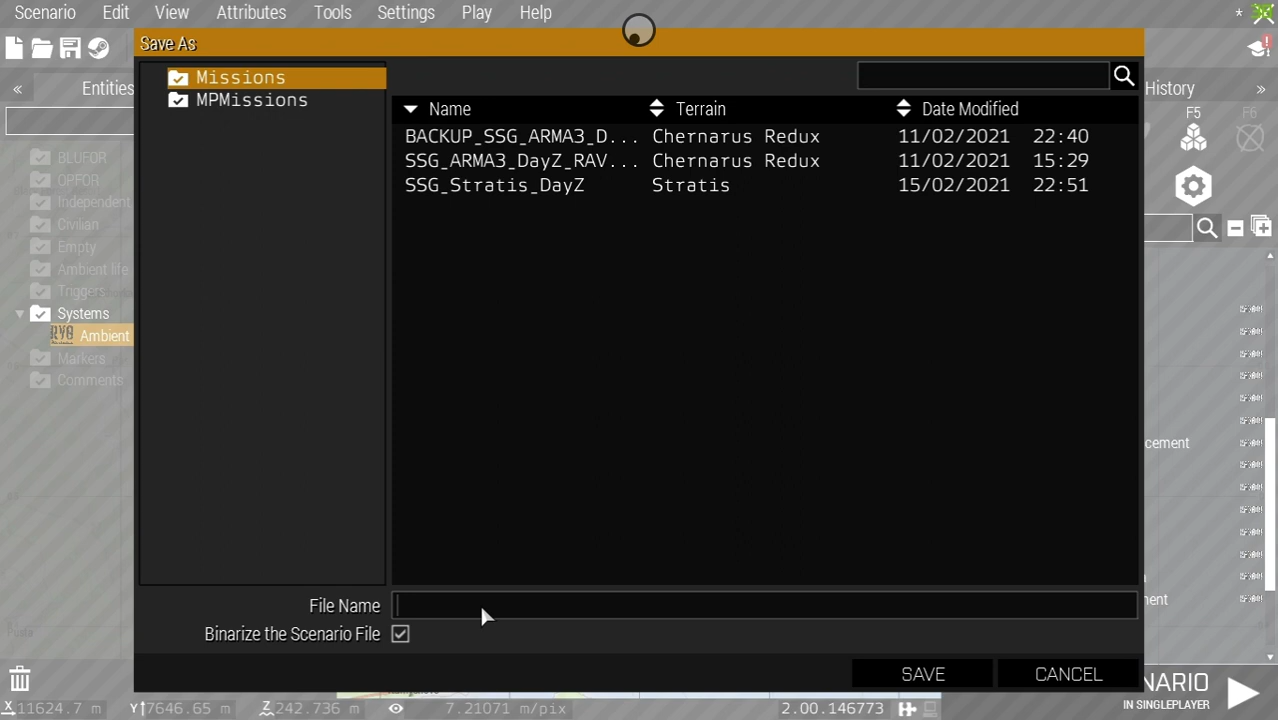 Scenario Edit View Attributes Tools Settings Play Help *
Save As
« Entities
Missions
MPMissions
History »
F5
F6
Name Terrain Date Modified
BACKUP_SSG_ARMA3_D... Chernarus Redux 11/02/2021 22:40
SSG_ARMA3_DayZ_RAV... Chernarus Redux 11/02/2021 15:29
SSG_Stratis_DayZ Stratis 15/02/2021 22:51
BLUFOR
OPFOR
Independent
Civilian
Empty
Ambient life
Triggers
Systems
Ambient
Markers
Comments
cement
ment
File Name
Binarize the Scenario File
SAVE CANCEL
NARIO
IN SINGLEPLAYER
X 11624.7 m Y 7646.65 m Z 242.736 m 7.21071 m/pix 2.00.146773